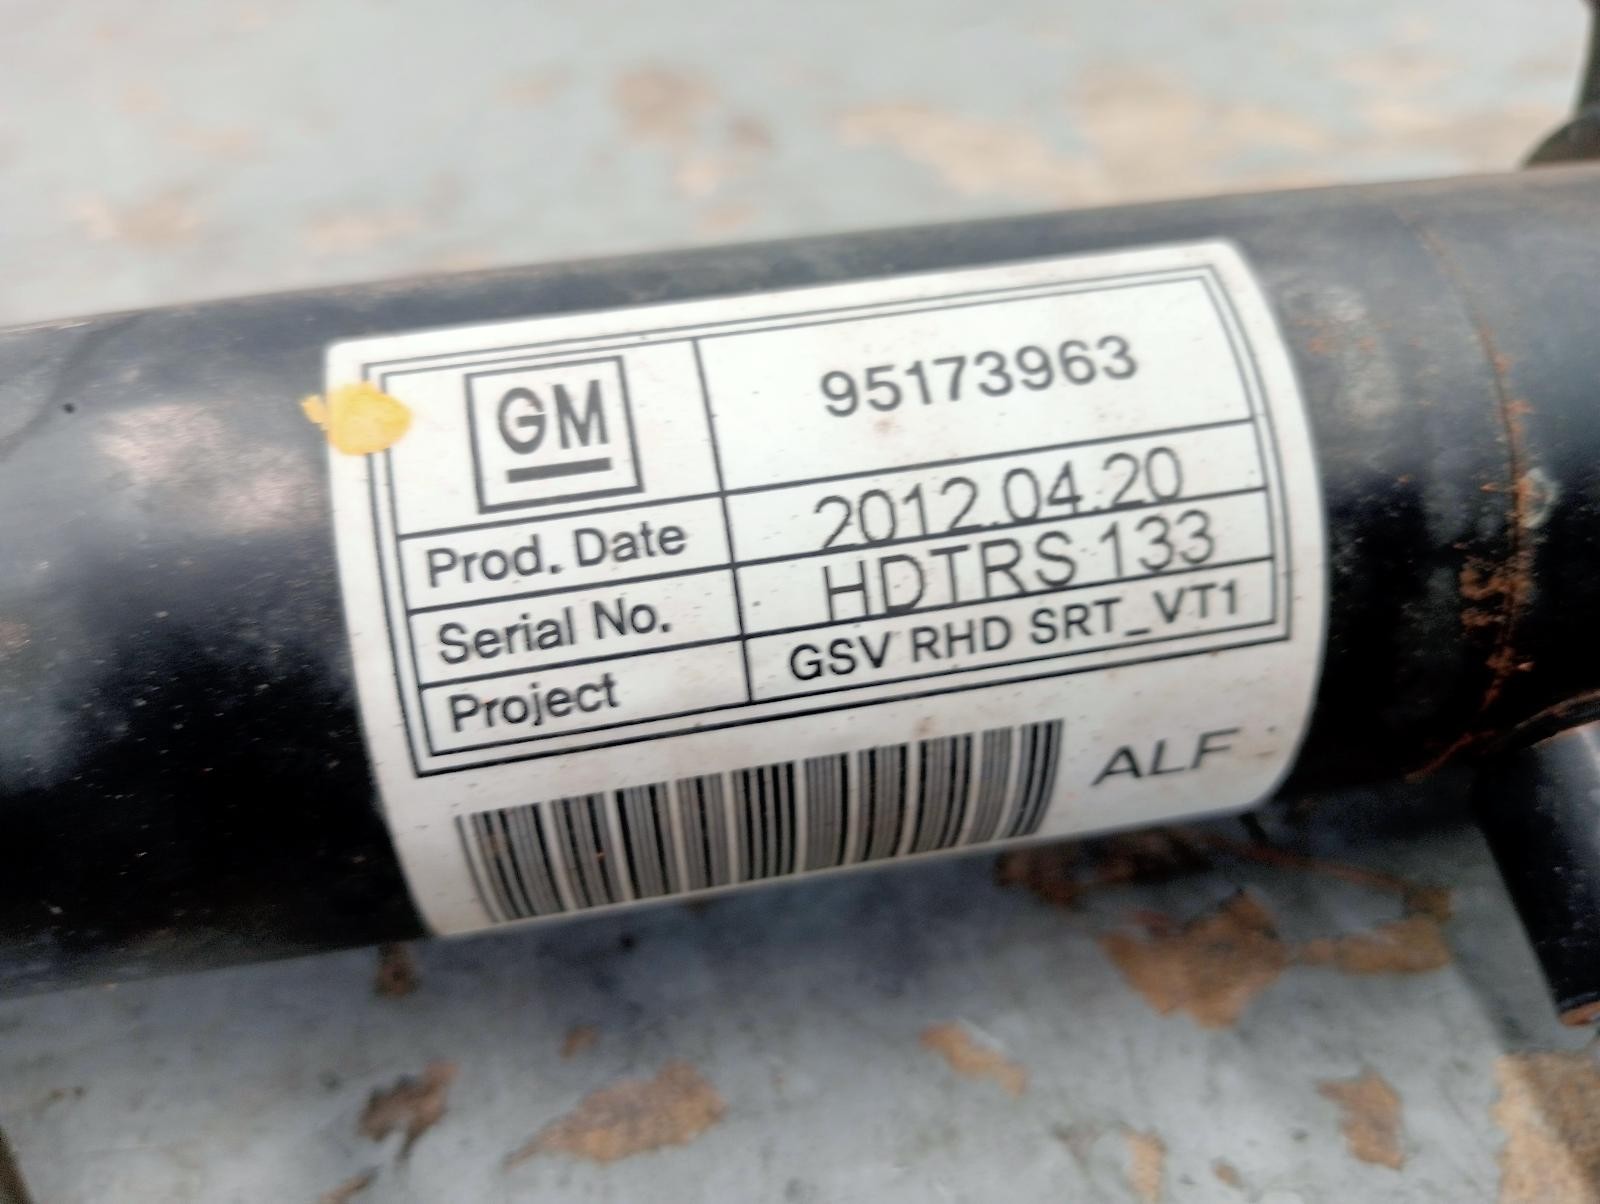 GM
95173963
Prod. Date 2012.04.20
Serial No. HDTRS 133
Project GSV RHD SRT_VT1
ALF